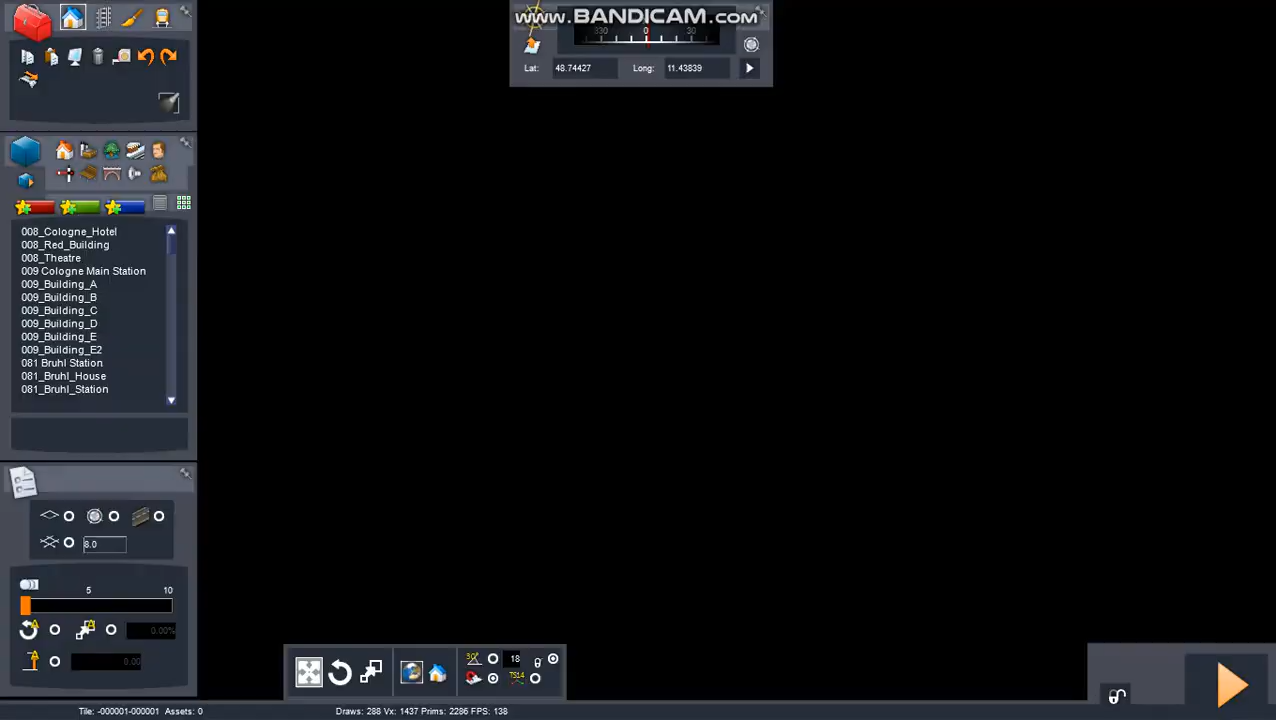 www.BANDICAM.com
330 0 30
Lat: 48.74427 Long: 11.43839
008_Cologne_Hotel
008_Red_Building
008_Theatre
009 Cologne Main Station
009_Building_A
009_Building_B
009_Building_C
009_Building_D
009_Building_E
009_Building_E2
081 Bruhl Station
081_Bruhl_House
081_Bruhl_Station
8.0
5 10
0.00%
0.00
30° 18
TS14
Tile: -000001-000001 Assets: 0 Draws: 288 Vx: 1437 Prims: 2286 FPS: 138